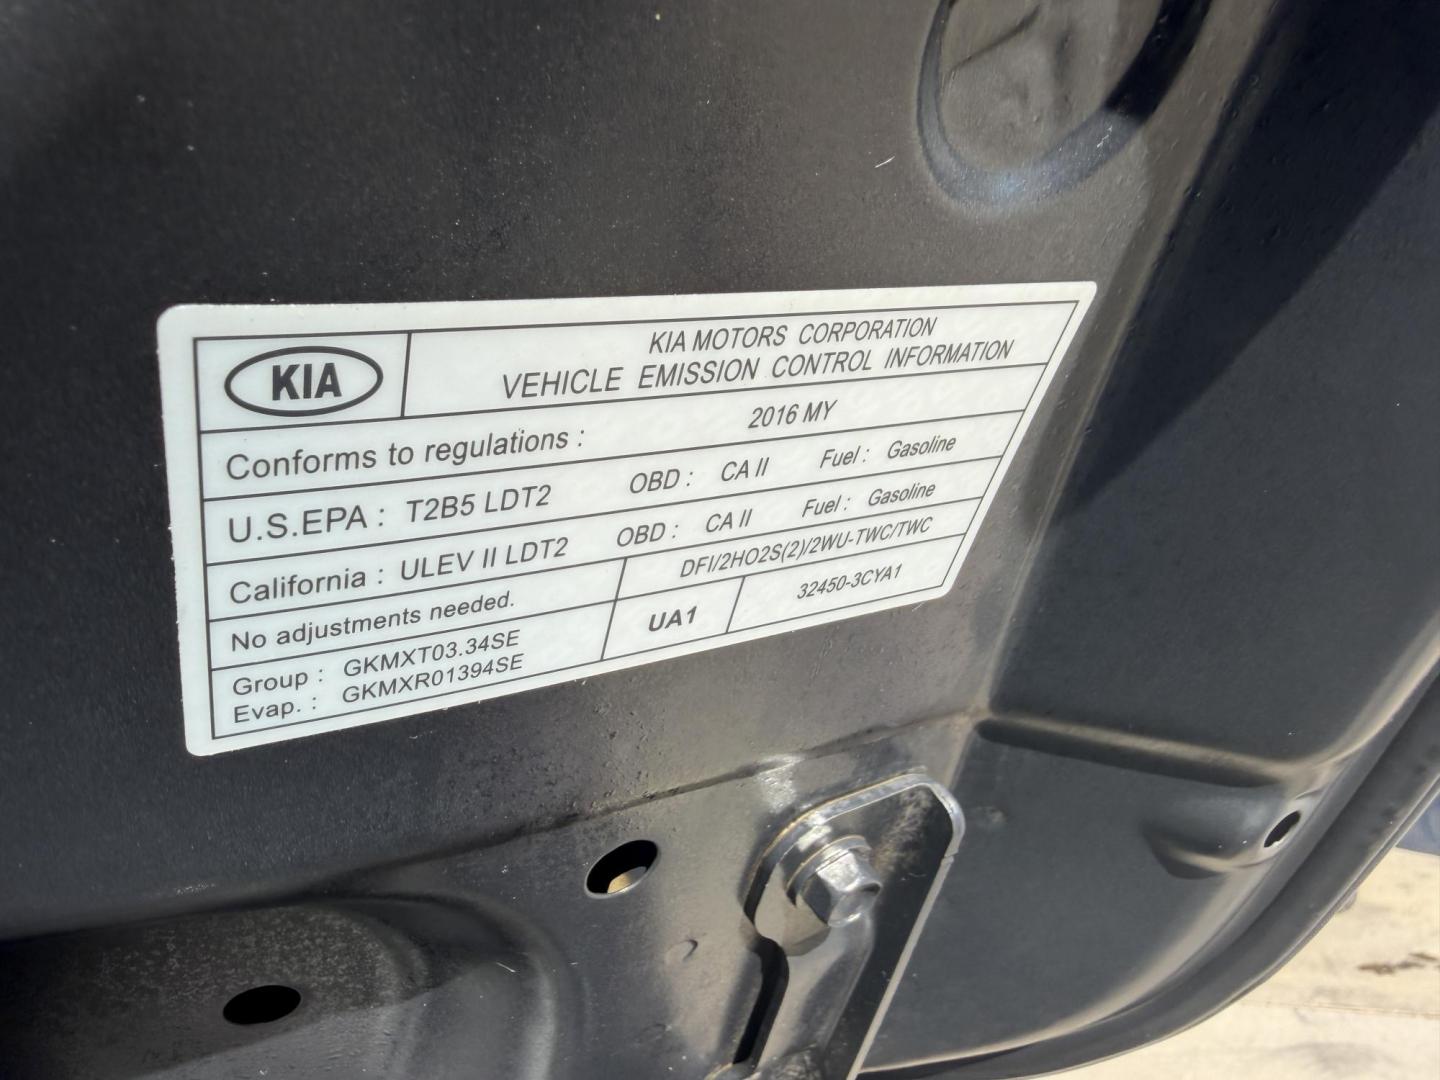 KIA
KIA MOTORS CORPORATION
VEHICLE EMISSION CONTROL INFORMATION
Conforms to regulations : 2016 MY
U.S.EPA : T2B5 LDT2 OBD : CA II Fuel : Gasoline
California : ULEV II LDT2 OBD : CA II Fuel : Gasoline
No adjustments needed. DFI/2HO2S(2)/2WU-TWC/TWC
Group : GKMXT03.34SE
Evap. : GKMXR01394SE
UA1 32450-3CYA1